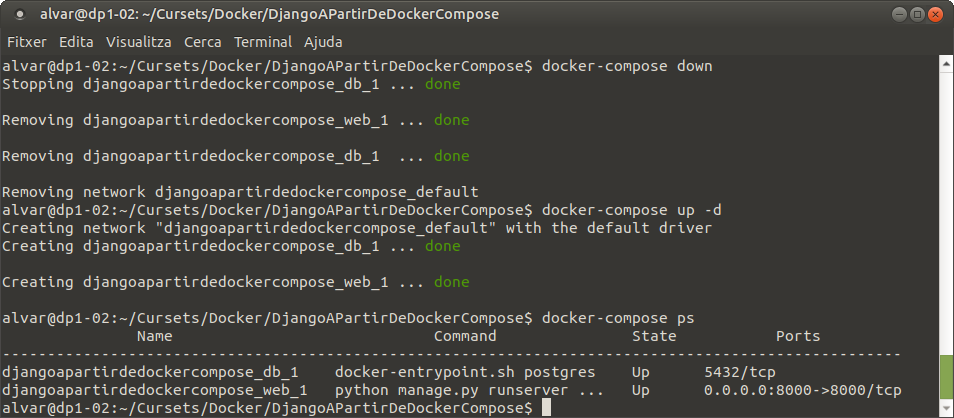 alvar@dp1-02: ~/Cursets/Docker/DjangoAPartirDeDockerCompose
Fitxer Edita Visualitza Cerca Terminal Ajuda
alvar@dp1-02:~/Cursets/Docker/DjangoAPartirDeDockerCompose$ docker-compose down
Stopping djangoapartirdedockercompose_db_1 ... done
Removing djangoapartirdedockercompose_web_1 ... done
Removing djangoapartirdedockercompose_db_1  ... done
Removing network djangoapartirdedockercompose_default
alvar@dp1-02:~/Cursets/Docker/DjangoAPartirDeDockerCompose$ docker-compose up -d
Creating network "djangoapartirdedockercompose_default" with the default driver
Creating djangoapartirdedockercompose_db_1 ... done
Creating djangoapartirdedockercompose_web_1 ... done
alvar@dp1-02:~/Cursets/Docker/DjangoAPartirDeDockerCompose$ docker-compose ps
Name Command State Ports
----------------------------------------------------------------------------------------------------
djangoapartirdedockercompose_db_1 docker-entrypoint.sh postgres Up 5432/tcp
djangoapartirdedockercompose_web_1 python manage.py runserver ... Up 0.0.0.0:8000->8000/tcp
alvar@dp1-02:~/Cursets/Docker/DjangoAPartirDeDockerCompose$